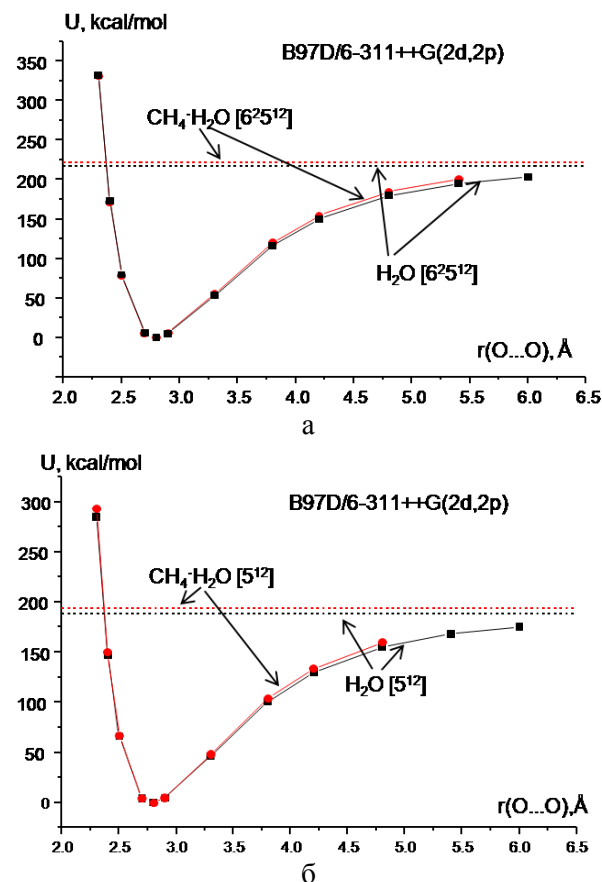 U, kcal/mol
B97D/6-311++G(2d,2p)
350
300
CH₄·H₂O [6²5¹²]
250
200
150
100
H₂O [6²5¹²]
50
0
r(O...O), Å
2.0 2.5 3.0 3.5 4.0 4.5 5.0 5.5 6.0 6.5
а
U, kcal/mol
300
B97D/6-311++G(2d,2p)
250
CH₄·H₂O [5¹²]
200
150
H₂O [5¹²]
100
50
0
r(O...O),Å
2.0 2.5 3.0 3.5 4.0 4.5 5.0 5.5 6.0 6.5
б